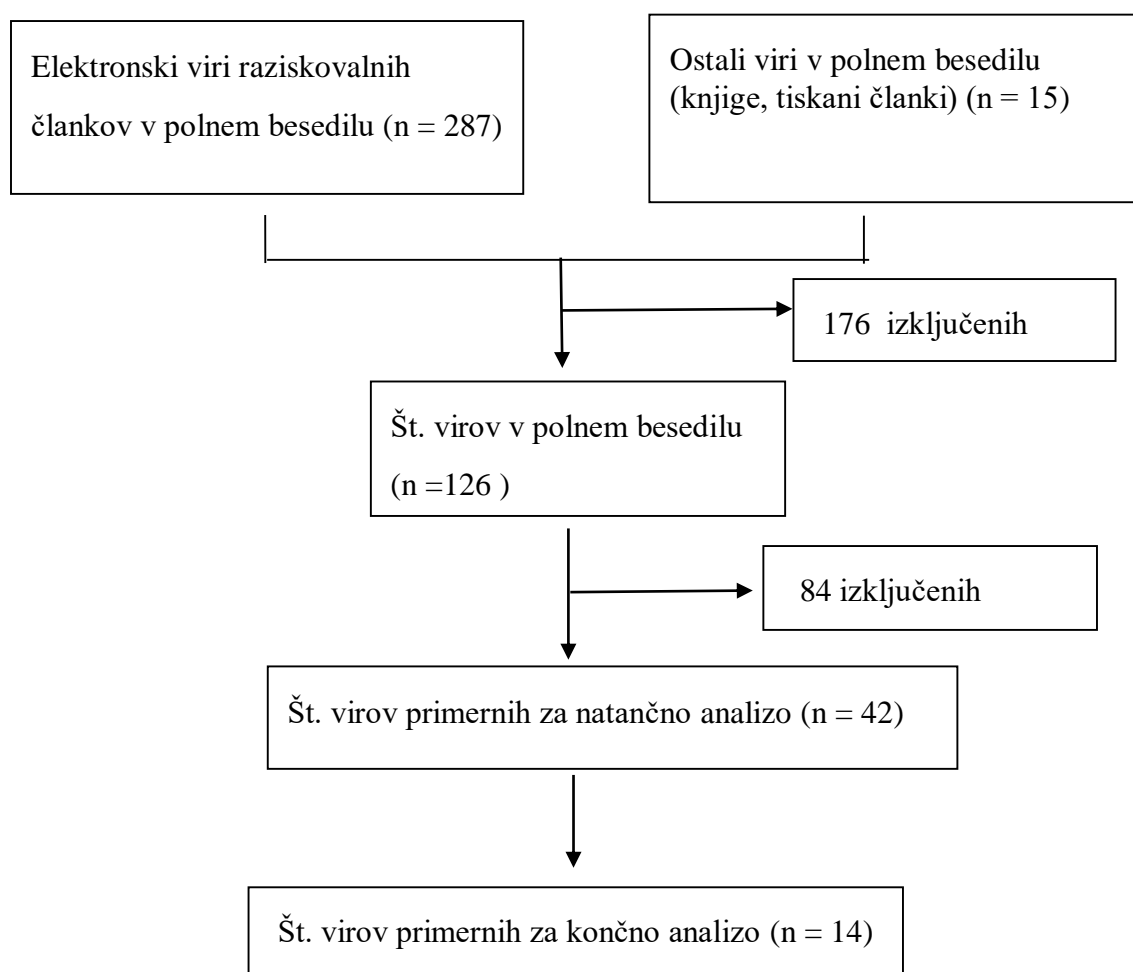 Elektronski viri raziskovalnih
člankov v polnem besedilu (n = 287)
Ostali viri v polnem besedilu
(knjige, tiskani članki) (n = 15)
176 izključenih
Št. virov v polnem besedilu
(n =126 )
84 izključenih
Št. virov primernih za natančno analizo (n = 42)
Št. virov primernih za končno analizo (n = 14)